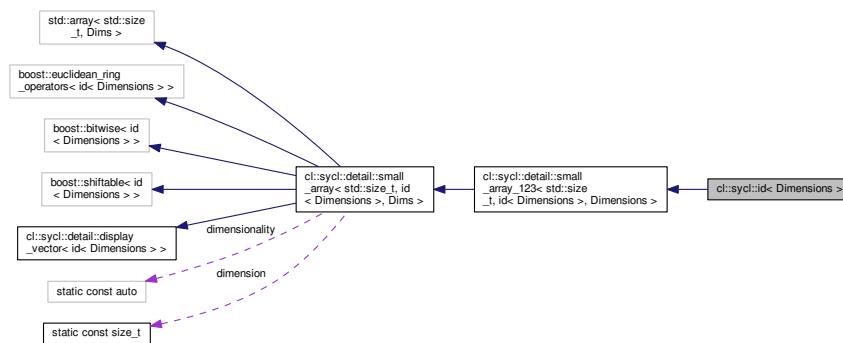 std::array< std::size
_t, Dims >
boost::euclidean_ring
_operators< id< Dimensions > >
boost::bitwise< id
< Dimensions > >
boost::shiftable< id
< Dimensions > >
cl::sycl::detail::display
_vector< id< Dimensions > >
static const auto
static const size_t
dimensionality
dimension
cl::sycl::detail::small
_array< std::size_t, id
< Dimensions >, Dims >
cl::sycl::detail::small
_array_123< std::size
_t, id< Dimensions >, Dimensions >
cl::sycl::id< Dimensions >